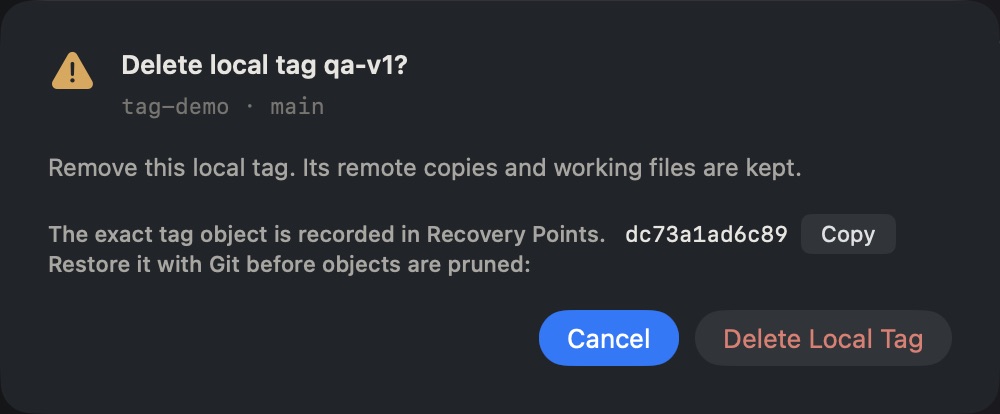 Delete local tag qa-v1?
tag-demo · main
Remove this local tag. Its remote copies and working files are kept.
The exact tag object is recorded in Recovery Points. dc73a1ad6c89 Copy
Restore it with Git before objects are pruned:
Cancel Delete Local Tag